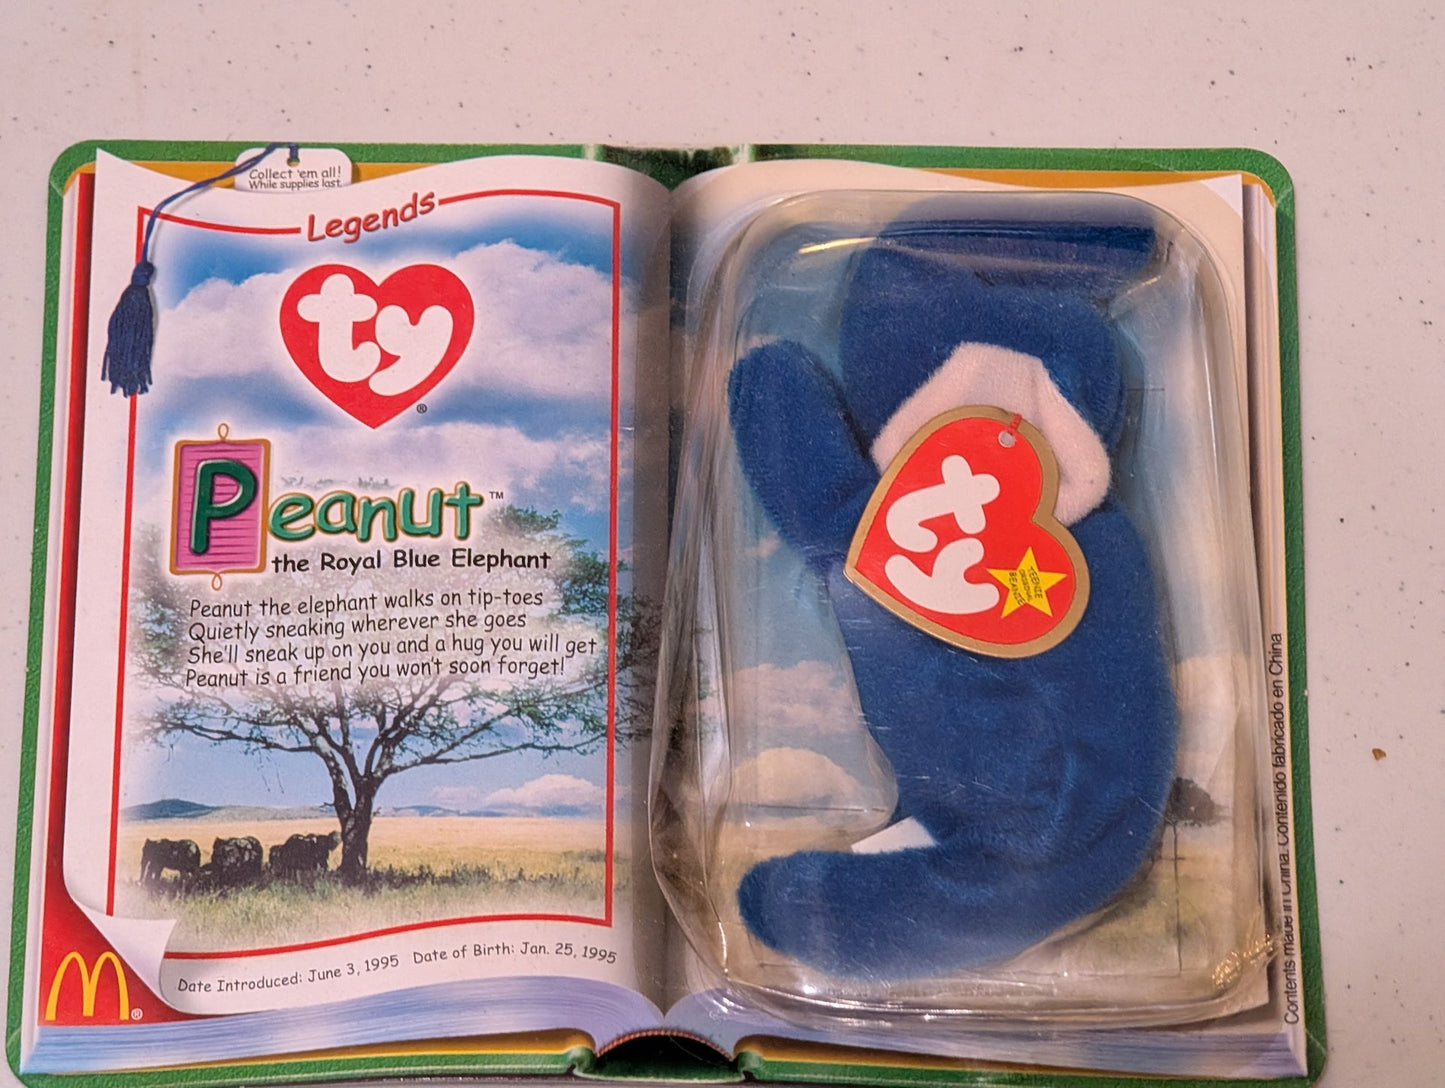 Collect 'em all!
While supplies last.
Legends
ty
®
Peanut™
the Royal Blue Elephant
Peanut the elephant walks on tip-toes
Quietly sneaking wherever she goes
She'll sneak up on you and a hug you will get
Peanut is a friend you won't soon forget!
Date Introduced: June 3, 1995 Date of Birth: Jan. 25, 1995
M®
ty
TEENIE
BEANIE
Contents made in China. Contenido fabricado en China